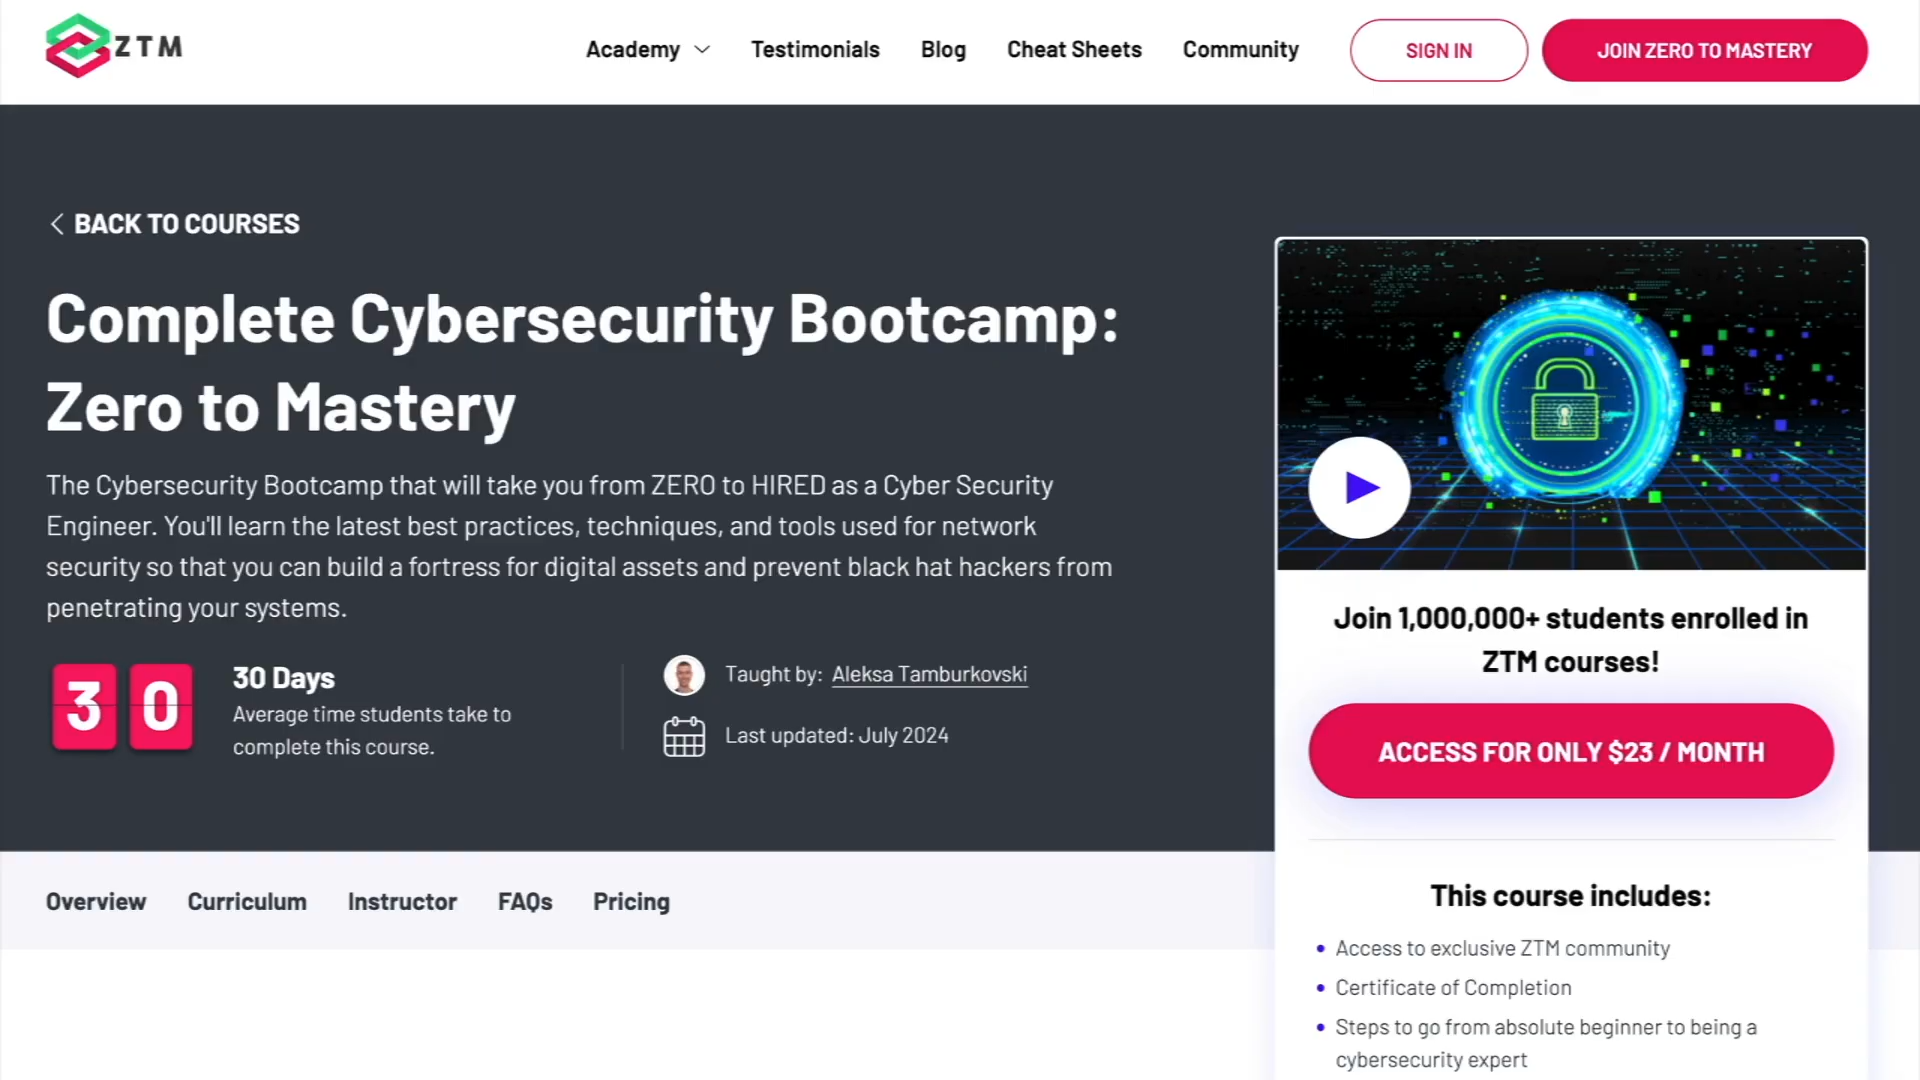 ZTM
Academy
Testimonials
Blog
Cheat Sheets
Community
SIGN IN
JOIN ZERO TO MASTERY
BACK TO COURSES
Complete Cybersecurity Bootcamp:
Zero to Mastery
The Cybersecurity Bootcamp that will take you from ZERO to HIRED as a Cyber Security
Engineer. You'll learn the latest best practices, techniques, and tools used for network
security so that you can build a fortress for digital assets and prevent black hat hackers from
penetrating your systems.
30
30 Days
Average time students take to
complete this course.
Taught by: Aleksa Tamburkovski
Last updated: July 2024
Join 1,000,000+ students enrolled in
ZTM courses!
ACCESS FOR ONLY $23 / MONTH
Overview
Curriculum
Instructor
FAQs
Pricing
This course includes:
Access to exclusive ZTM community
Certificate of Completion
Steps to go from absolute beginner to being a
cybersecurity expert